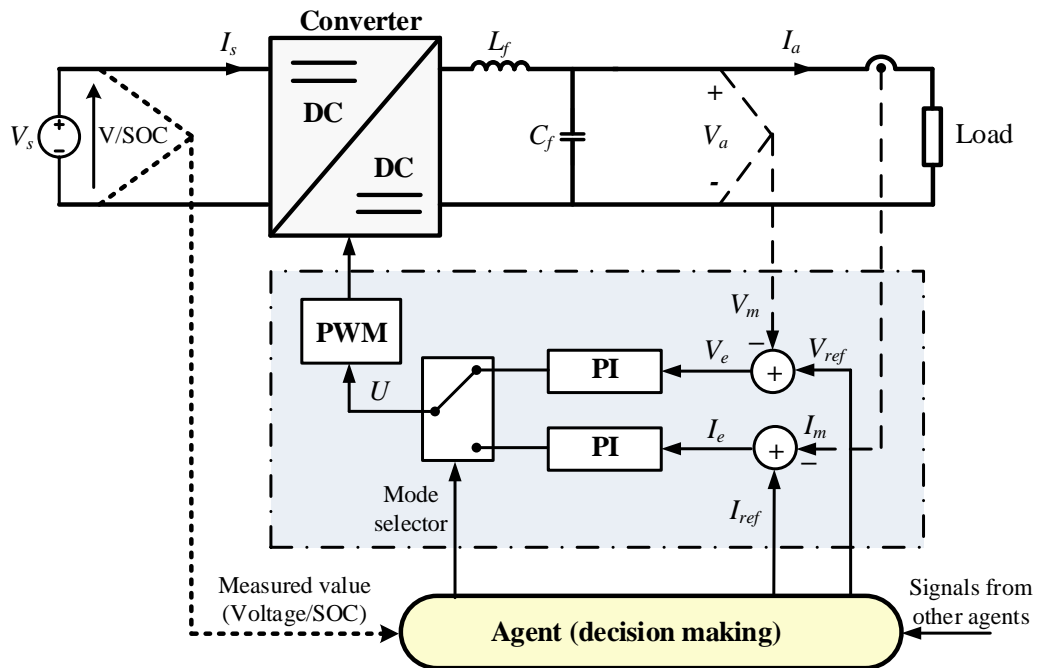 Converter
I_s
L_f
I_a
DC
DC
V_s
+
-
V/SOC
C_f
+
V_a
-
Load
PWM
V_m
U
PI
V_e
−
+
V_ref
PI
I_e
+
−
I_m
Mode
selector
I_ref
Measured value
(Voltage/SOC)
Agent (decision making)
Signals from
other agents